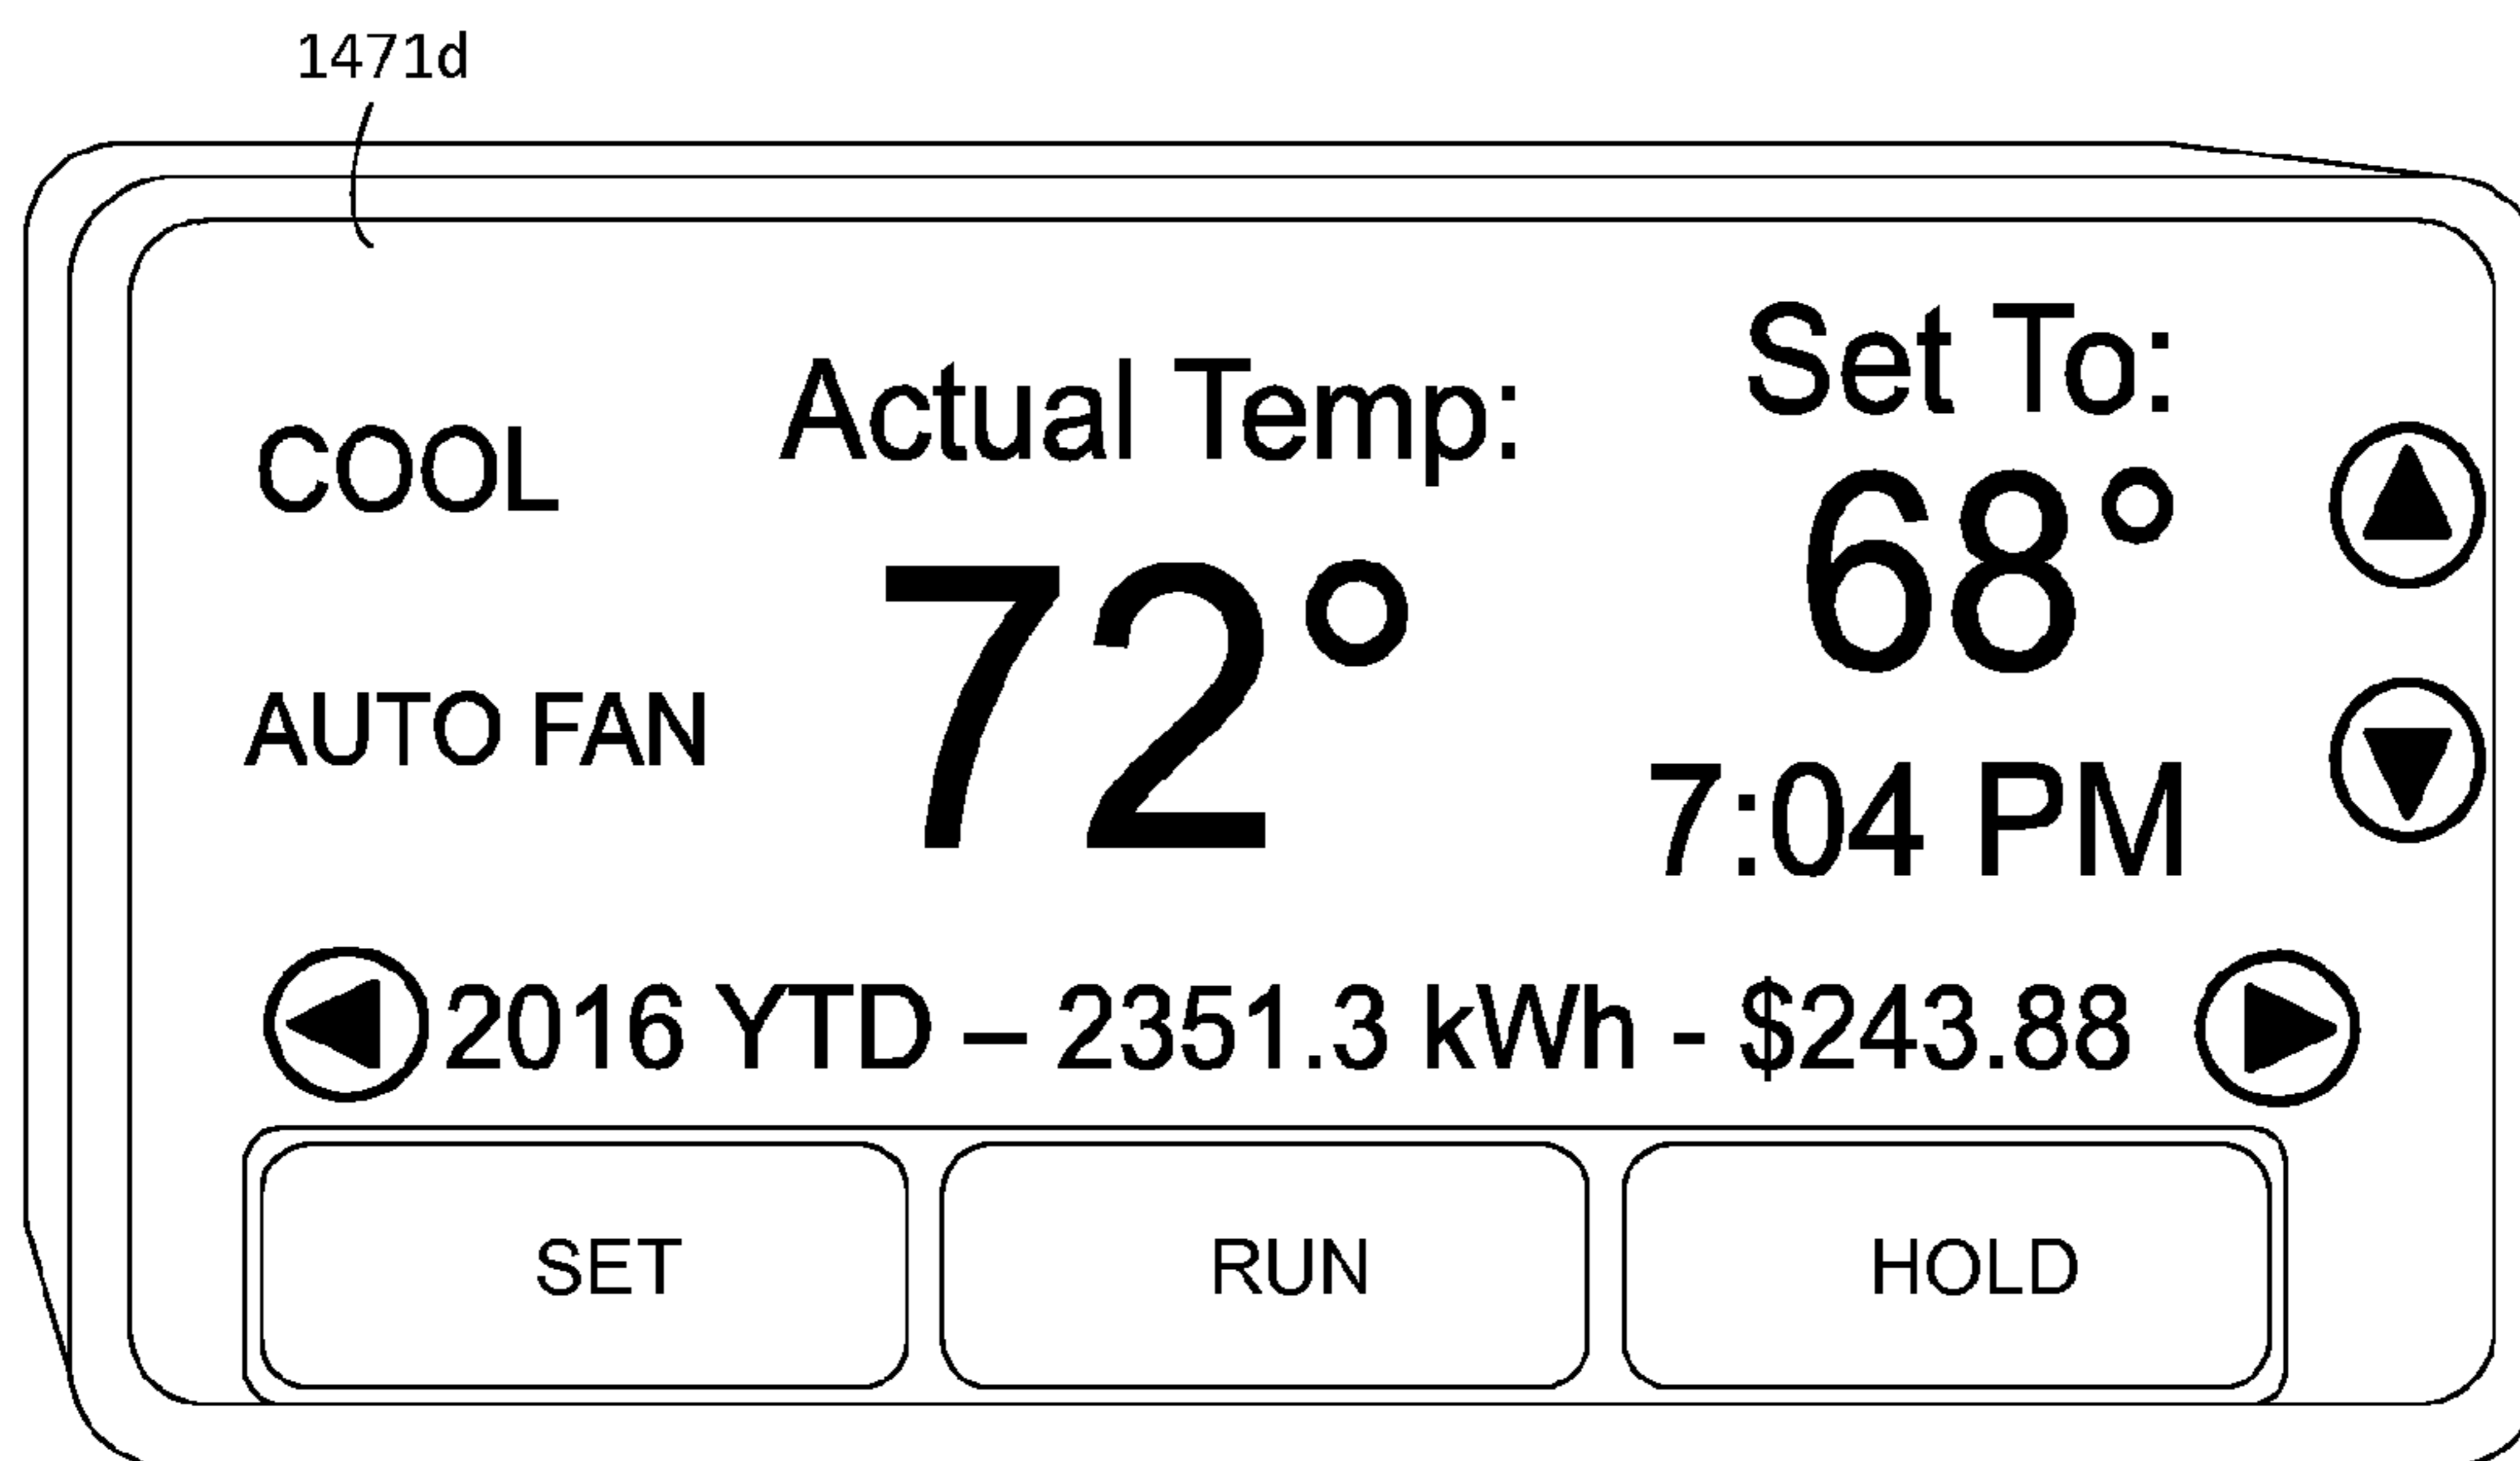 1471d
COOL
Actual Temp:
Set To:
68°
72°
AUTO FAN
7:04 PM
2016 YTD – 2351.3 kWh - $243.88
SET
RUN
HOLD